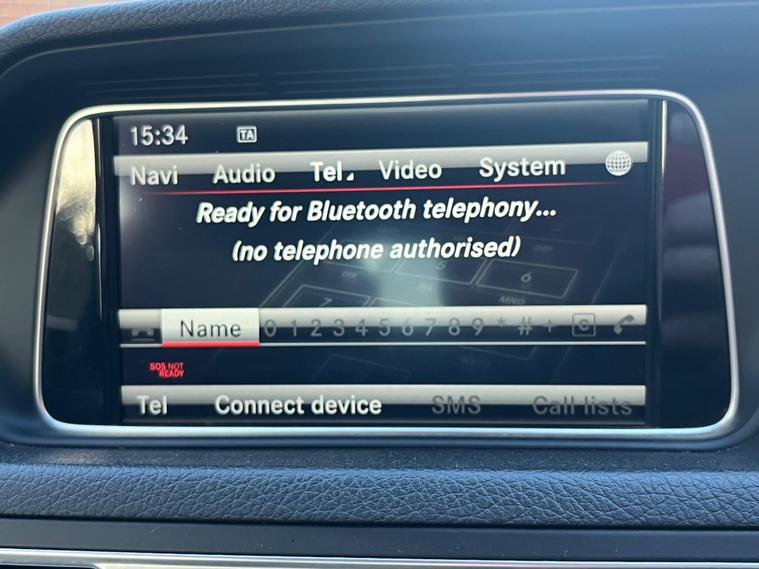 15:34 TA
Navi Audio Tel Video System
Ready for Bluetooth telephony...
(no telephone authorised)
Name 0 1 2 3 4 5 6 7 8 9 * # + C
SOS NOT
READY
Tel Connect device SMS Call lists